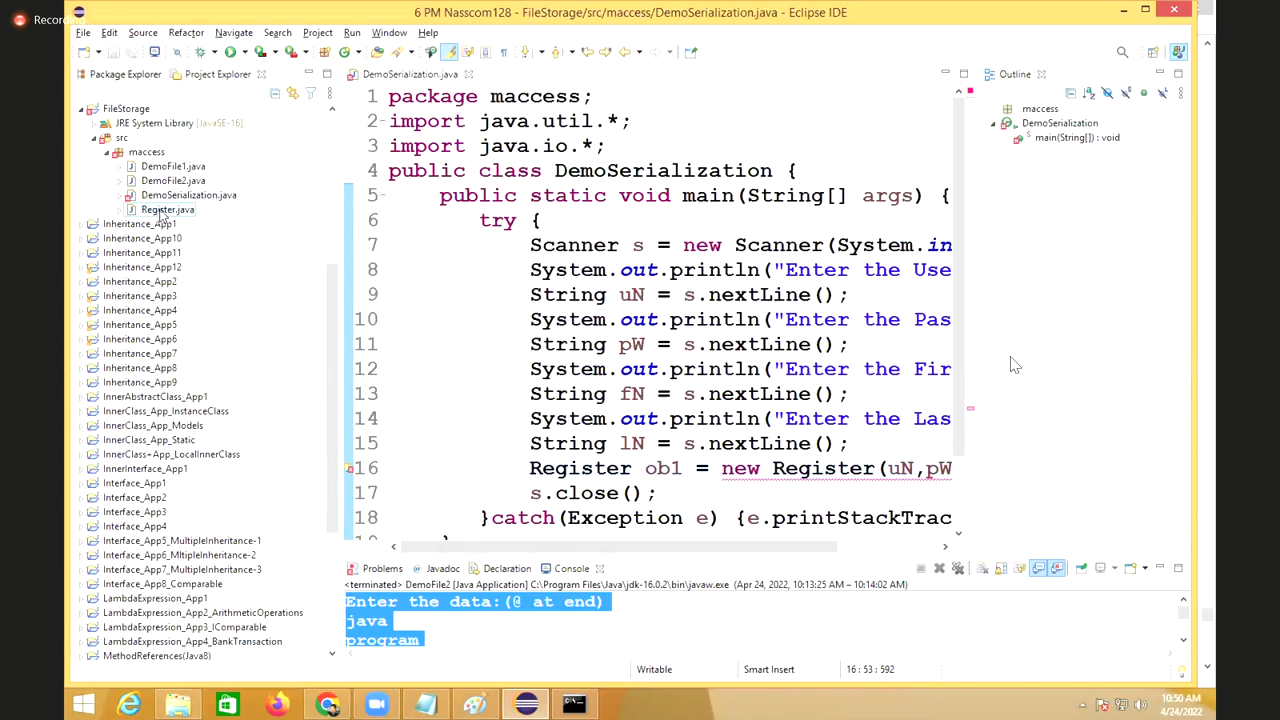 Recording
6 PM Nasscom128 - FileStorage/src/maccess/DemoSerialization.java - Eclipse IDE
File Edit Source Refactor Navigate Search Project Run Window Help
Package Explorer Project Explorer
FileStorage
JRE System Library [JavaSE-16]
src
maccess
DemoFile1.java
DemoFile2.java
DemoSerialization.java
Register.java
Inheritance_App1
Inheritance_App10
Inheritance_App11
Inheritance_App12
Inheritance_App2
Inheritance_App3
Inheritance_App4
Inheritance_App5
Inheritance_App6
Inheritance_App7
Inheritance_App8
Inheritance_App9
InnerAbstractClass_App1
InnerClass_App_InstanceClass
InnerClass_App_Models
InnerClass_App_Static
InnerClass+App_LocalInnerClass
InnerInterface_App1
Interface_App1
Interface_App2
Interface_App3
Interface_App4
Interface_App5_MultipleInheritance-1
Interface_App6_MltipleInheritance-2
Interface_App7_MultipleInheritance-3
Interface_App8_Comparable
LambdaExpression_App1
LambdaExpression_App2_ArithmeticOperations
LambdaExpression_App3_IComparable
LambdaExpression_App4_BankTransaction
MethodReferences(Java8)
DemoSerialization.java
1 package maccess;
2 import java.util.*;
3 import java.io.*;
4 public class DemoSerialization {
5 public static void main(String[] args) {
6 try {
7 Scanner s = new Scanner(System.in
8 System.out.println("Enter the Use
9 String uN = s.nextLine();
10 System.out.println("Enter the Pas
11 String pW = s.nextLine();
12 System.out.println("Enter the Fir
13 String fN = s.nextLine();
14 System.out.println("Enter the Las
15 String lN = s.nextLine();
16 Register ob1 = new Register(uN,pW
17 s.close();
18 }catch(Exception e) {e.printStackTrac
Outline
maccess
DemoSerialization
main(String[]) : void
Problems Javadoc Declaration Console
<terminated> DemoFile2 [Java Application] C:\Program Files\Java\jdk-16.0.2\bin\javaw.exe (Apr 24, 2022, 10:13:25 AM – 10:14:02 AM)
Enter the data:(@ at end)
java
program
Writable Smart Insert 16 : 53 : 592
10:50 AM
4/24/2022